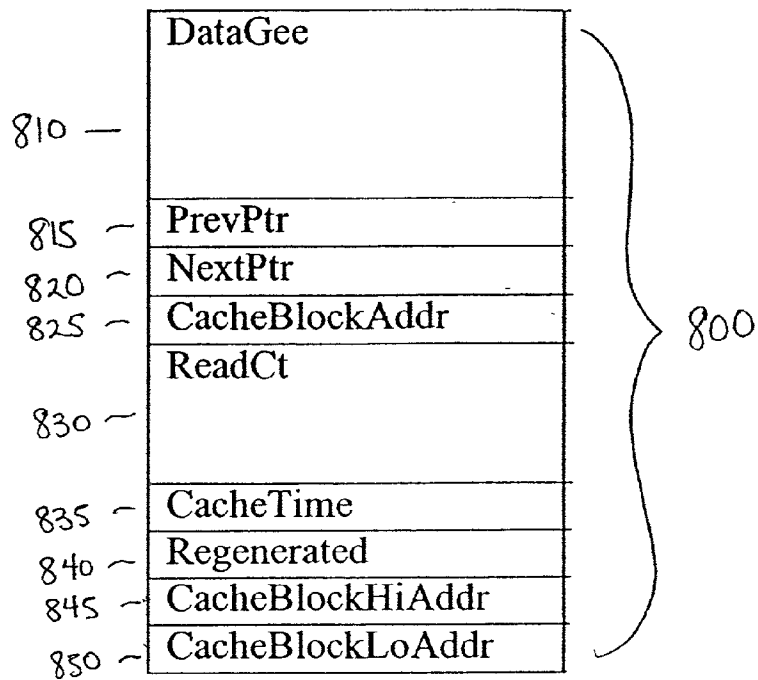 DataGee
810
815 PrevPtr
820 NextPtr
825 CacheBlockAddr
800
ReadCt
830
835 CacheTime
840 Regenerated
845 CacheBlockHiAddr
850 CacheBlockLoAddr